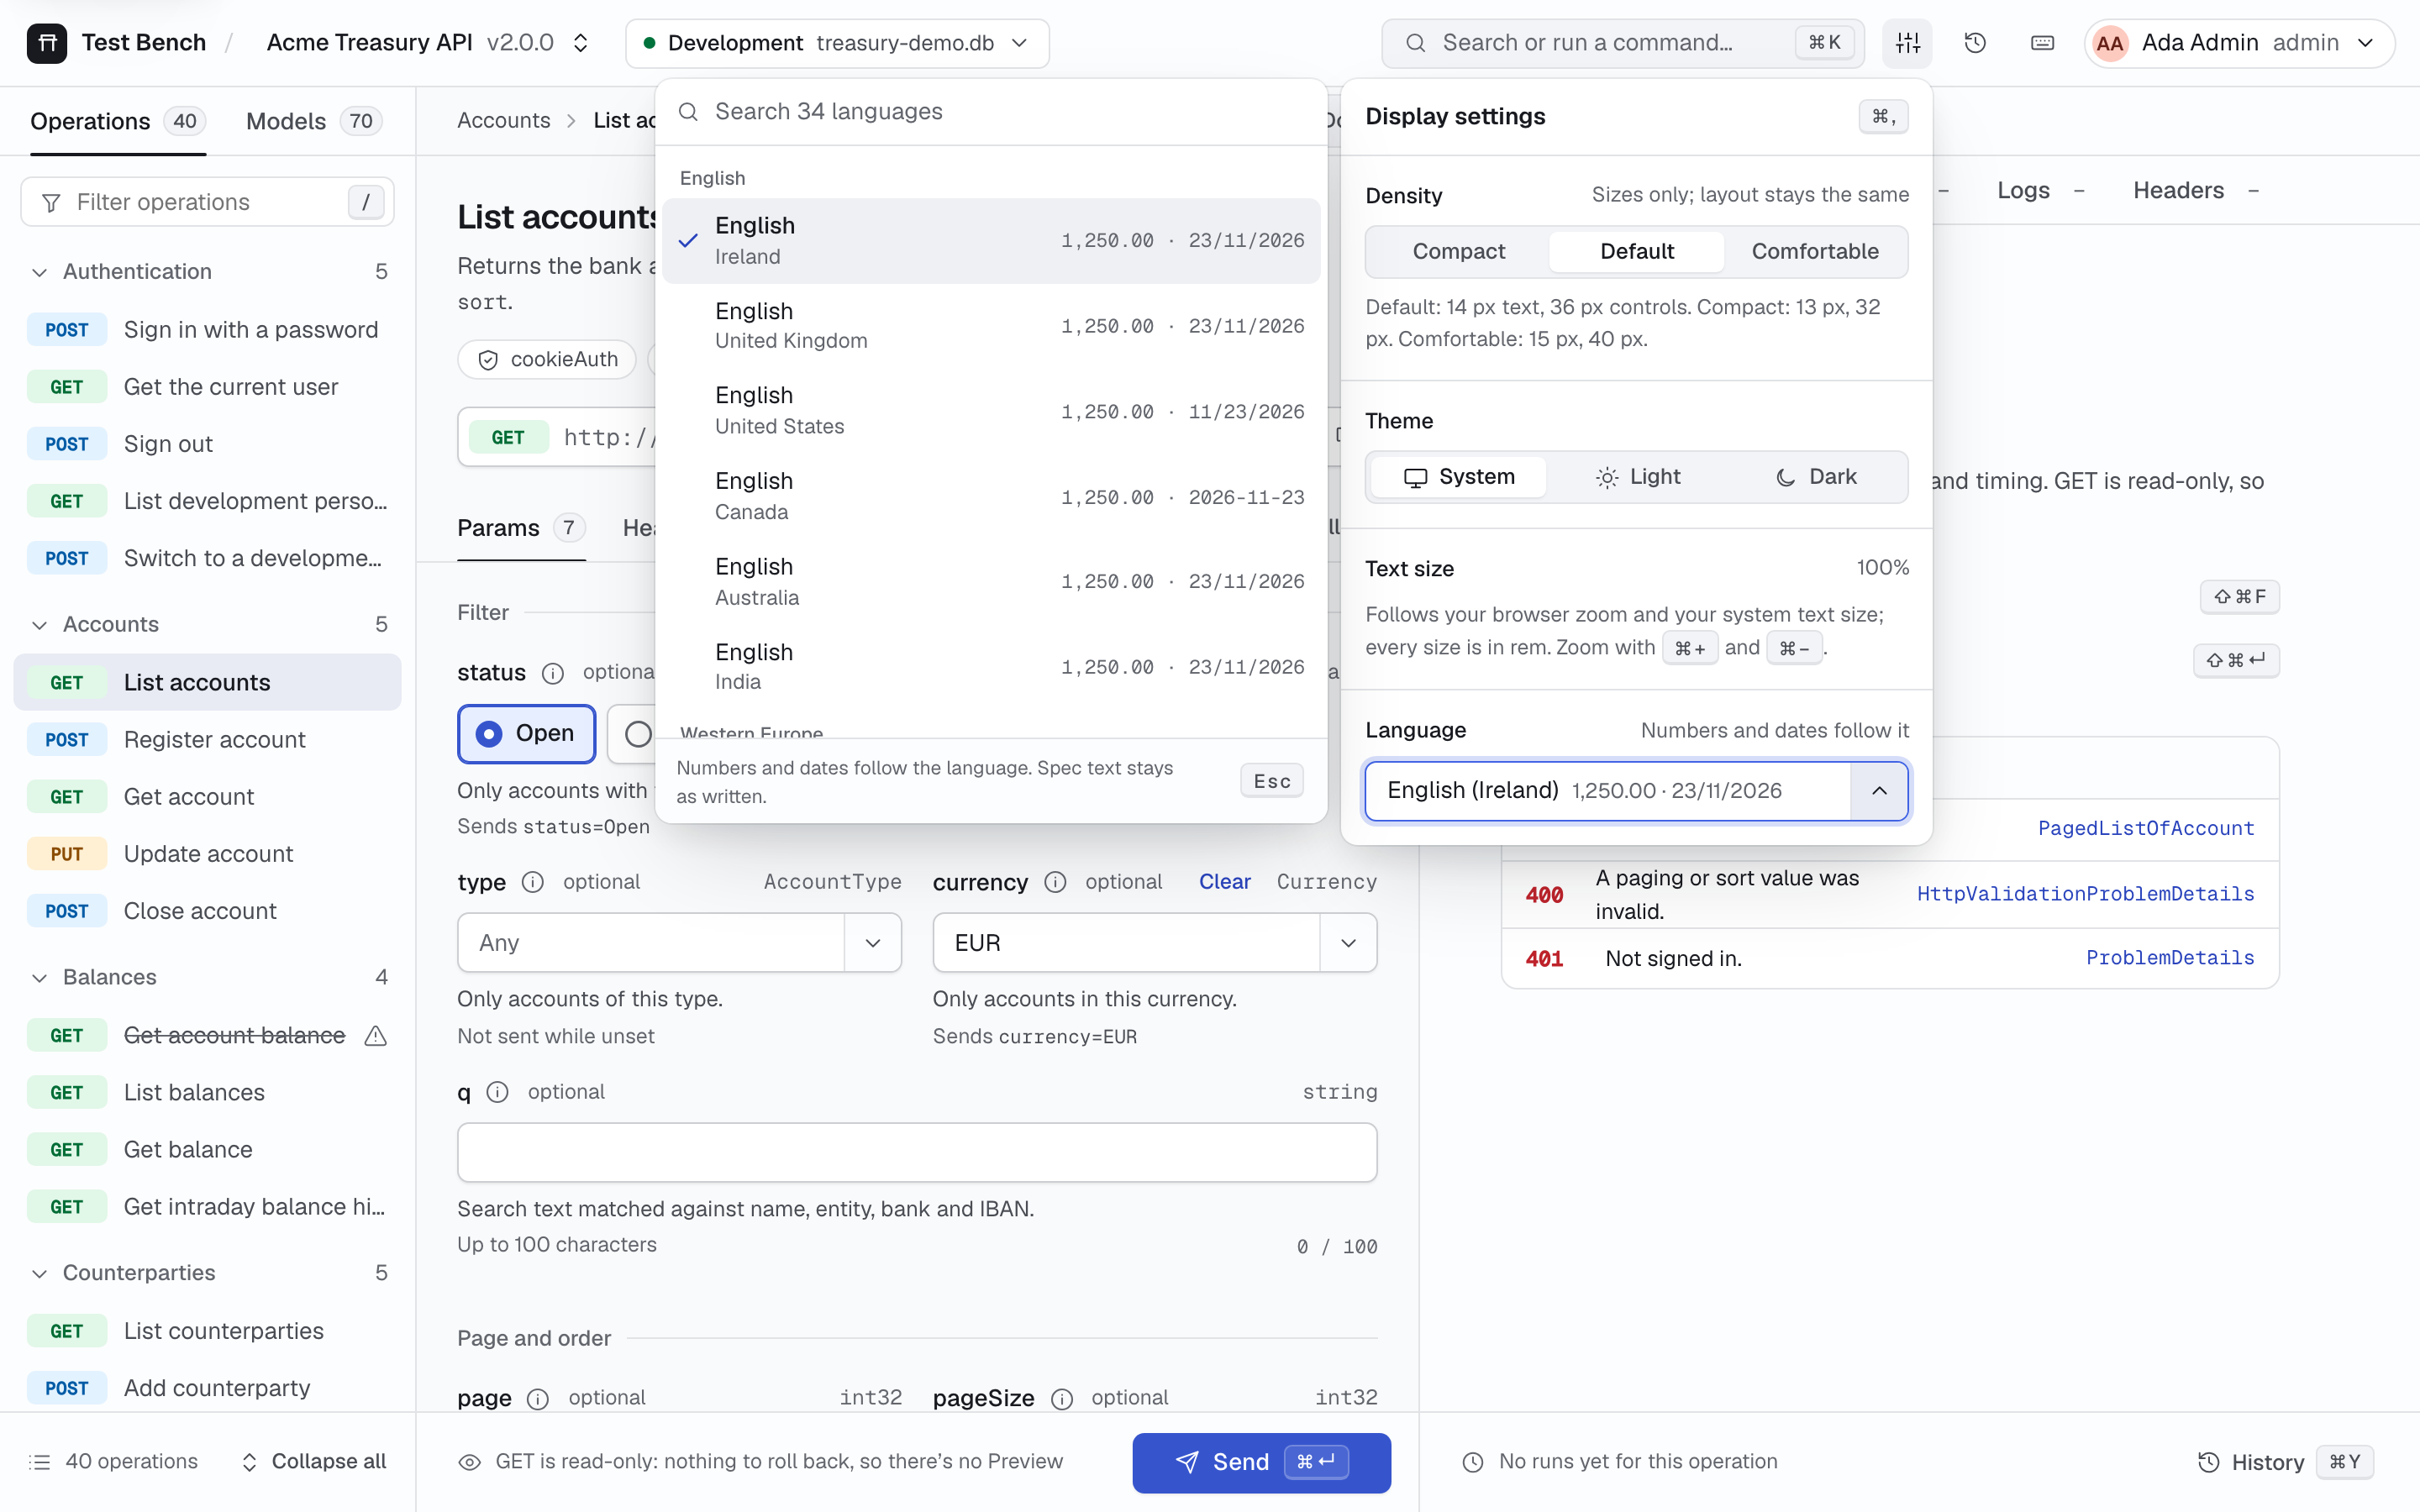 Test Bench / Acme Treasury API v2.0.0
Development treasury-demo.db
Search or run a command... ⌘K
AA Ada Admin admin
Operations 40
Models 70
Filter operations /
Authentication 5
POST Sign in with a password
GET Get the current user
POST Sign out
GET List development perso...
POST Switch to a developme...
Accounts 5
GET List accounts
POST Register account
GET Get account
PUT Update account
POST Close account
Balances 4
GET Get account balance
GET List balances
GET Get balance
GET Get intraday balance hi...
Counterparties 5
GET List counterparties
POST Add counterparty
40 operations
Collapse all
Accounts > List ac
List accounts
Returns the bank a
sort.
cookieAuth
GET http://
Params 7
Hea
Filter
status optiona
Open
Only accounts with
Sends status=Open
type optional AccountType
Any
Only accounts of this type.
Not sent while unset
currency optional Clear Currency
EUR
Only accounts in this currency.
Sends currency=EUR
q optional string
Search text matched against name, entity, bank and IBAN.
Up to 100 characters 0 / 100
Page and order
page optional int32
pageSize optional int32
GET is read-only: nothing to roll back, so there’s no Preview
Send ⌘↵
Search 34 languages
English
English
Ireland
1,250.00 · 23/11/2026
English
United Kingdom
1,250.00 · 23/11/2026
English
United States
1,250.00 · 11/23/2026
English
Canada
1,250.00 · 2026-11-23
English
Australia
1,250.00 · 23/11/2026
English
India
1,250.00 · 23/11/2026
Western Europe
Numbers and dates follow the language. Spec text stays
as written.
Esc
Display settings ⌘,
Density Sizes only; layout stays the same
Compact Default Comfortable
Default: 14 px text, 36 px controls. Compact: 13 px, 32
px. Comfortable: 15 px, 40 px.
Theme
System Light Dark
Text size 100%
Follows your browser zoom and your system text size;
every size is in rem. Zoom with ⌘+ and ⌘−.
Language Numbers and dates follow it
English (Ireland) 1,250.00 · 23/11/2026
– Logs – Headers –
and timing. GET is read-only, so
⇧⌘F
⇧⌘↵
PagedListOfAccount
400 A paging or sort value was
invalid.
HttpValidationProblemDetails
401 Not signed in. ProblemDetails
No runs yet for this operation
History ⌘Y